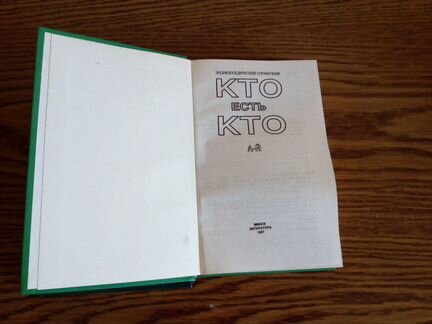 ЭНЦИКЛОПЕДИЧЕСКИЙ СПРАВОЧНИК
КТО
ЕСТЬ
КТО
А-Я
МИНСК
ЛИТЕРАТУРА
1997